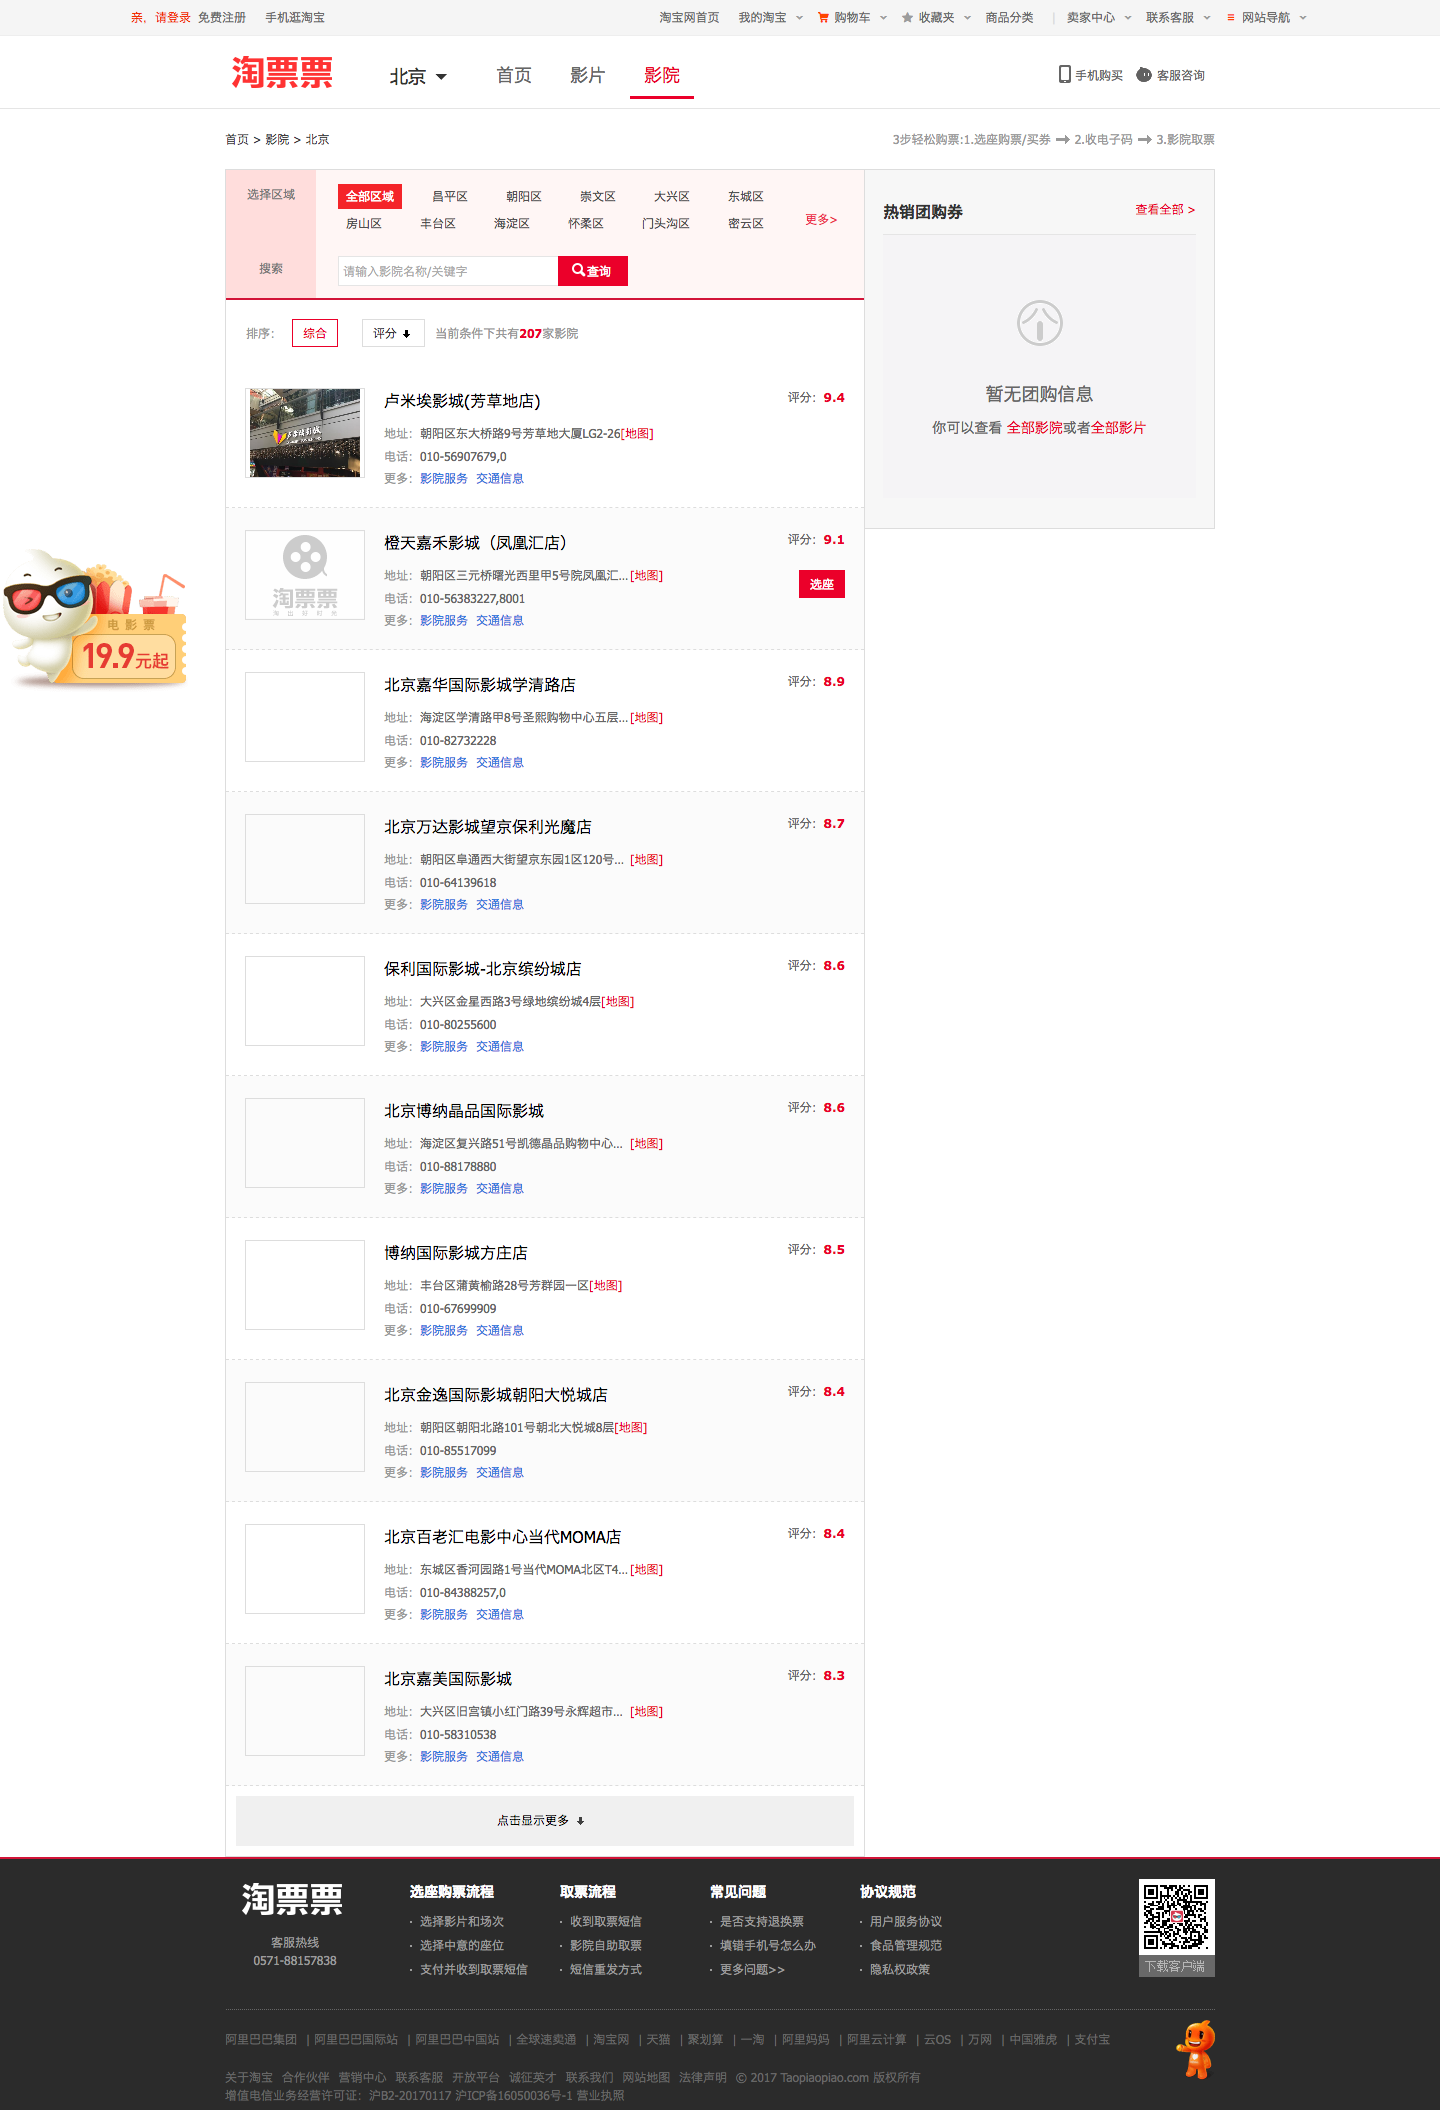 亲，请登录 免费注册 手机逛淘宝 淘宝网首页 我的淘宝 购物车 收藏夹 商品分类 | 卖家中心 联系客服 网站导航
淘票票 北京 首页 影片 影院 手机购买 客服咨询
首页 > 影院 > 北京 3步轻松购票:1.选座购票/买券 2.收电子码 3.影院取票
选择区域 全部区域 昌平区 朝阳区 崇文区 大兴区 东城区
房山区 丰台区 海淀区 怀柔区 门头沟区 密云区 更多>
搜索 请输入影院名称/关键字 查询
热销团购券 查看全部 >
暂无团购信息
你可以查看 全部影院或者全部影片
排序： 综合 评分 当前条件下共有207家影院
卢米埃影城(芳草地店) 评分：9.4
地址：朝阳区东大桥路9号芳草地大厦LG2-26[地图]
电话：010-56907679,0
更多：影院服务 交通信息
橙天嘉禾影城（凤凰汇店） 评分：9.1
淘票票
淘出好时光
地址：朝阳区三元桥曙光西里甲5号院凤凰汇...[地图]
选座
电话：010-56383227,8001
更多：影院服务 交通信息
电影票
19.9元起
北京嘉华国际影城学清路店 评分：8.9
地址：海淀区学清路甲8号圣熙购物中心五层...[地图]
电话：010-82732228
更多：影院服务 交通信息
北京万达影城望京保利光魔店 评分：8.7
地址：朝阳区阜通西大街望京东园1区120号... [地图]
电话：010-64139618
更多：影院服务 交通信息
保利国际影城-北京缤纷城店 评分：8.6
地址：大兴区金星西路3号绿地缤纷城4层[地图]
电话：010-80255600
更多：影院服务 交通信息
北京博纳晶品国际影城 评分：8.6
地址：海淀区复兴路51号凯德晶品购物中心... [地图]
电话：010-88178880
更多：影院服务 交通信息
博纳国际影城方庄店 评分：8.5
地址：丰台区蒲黄榆路28号芳群园一区[地图]
电话：010-67699909
更多：影院服务 交通信息
北京金逸国际影城朝阳大悦城店 评分：8.4
地址：朝阳区朝阳北路101号朝北大悦城8层[地图]
电话：010-85517099
更多：影院服务 交通信息
北京百老汇电影中心当代MOMA店 评分：8.4
地址：东城区香河园路1号当代MOMA北区T4...[地图]
电话：010-84388257,0
更多：影院服务 交通信息
北京嘉美国际影城 评分：8.3
地址：大兴区旧宫镇小红门路39号永辉超市... [地图]
电话：010-58310538
更多：影院服务 交通信息
点击显示更多
淘票票 选座购票流程 取票流程 常见问题 协议规范
· 选择影片和场次 · 收到取票短信 · 是否支持退换票 · 用户服务协议
客服热线 · 选择中意的座位 · 影院自助取票 · 填错手机号怎么办 · 食品管理规范
0571-88157838 · 支付并收到取票短信 · 短信重发方式 · 更多问题>> · 隐私权政策
下载客户端
阿里巴巴集团 | 阿里巴巴国际站 | 阿里巴巴中国站 | 全球速卖通 | 淘宝网 | 天猫 | 聚划算 | 一淘 | 阿里妈妈 | 阿里云计算 | 云OS | 万网 | 中国雅虎 | 支付宝
关于淘宝 合作伙伴 营销中心 联系客服 开放平台 诚征英才 联系我们 网站地图 法律声明 © 2017 Taopiaopiao.com 版权所有
增值电信业务经营许可证：沪B2-20170117 沪ICP备16050036号-1 营业执照